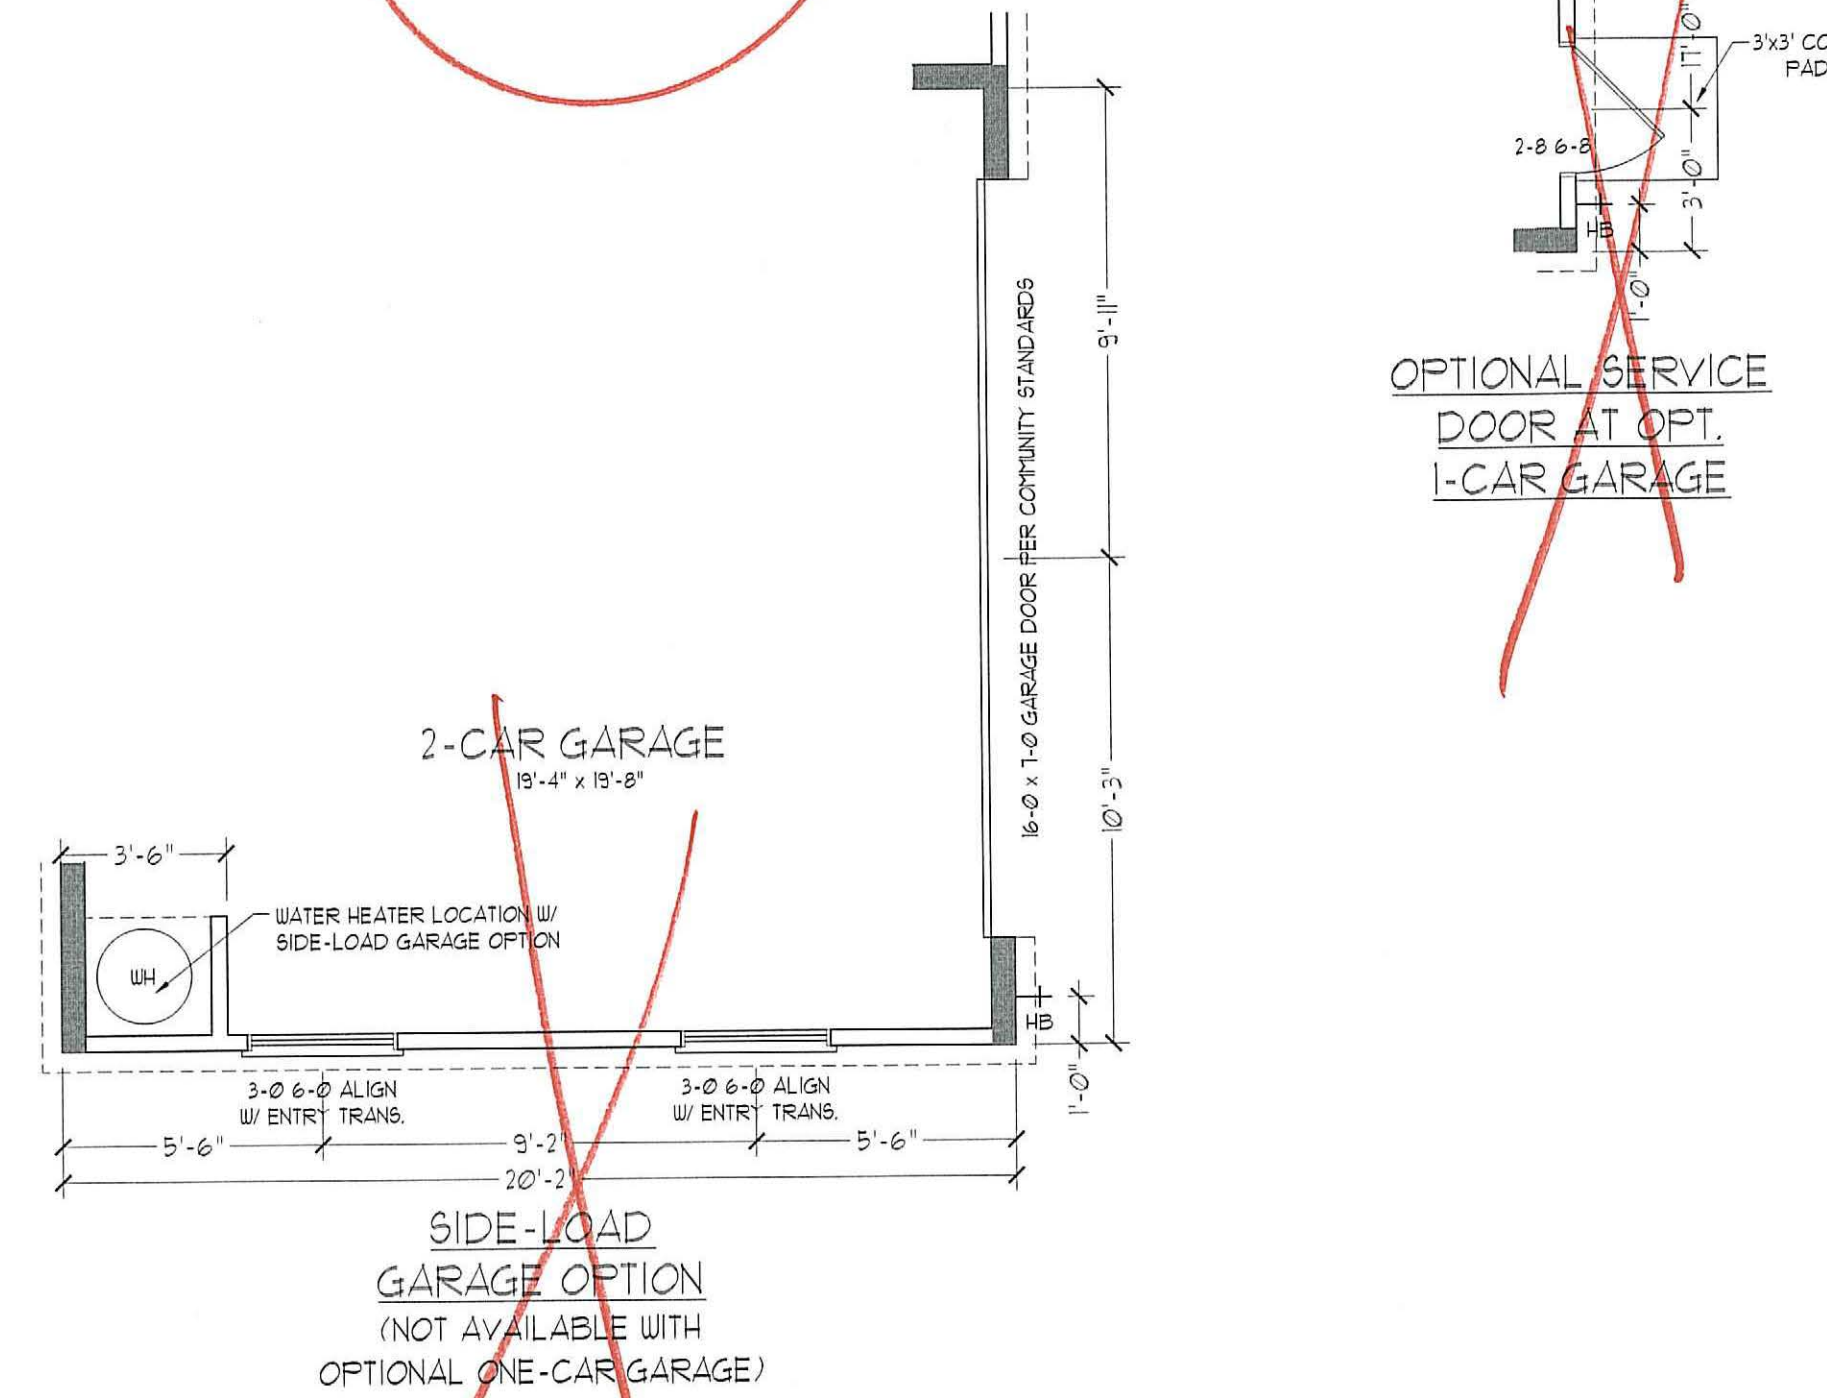 3'x3' CO
PAD
17'-0"
2-8 6-8
3'-0"
HB
1'-0"
OPTIONAL SERVICE
DOOR AT OPT.
1-CAR GARAGE
9'-11"
16-0 x 7-0 GARAGE DOOR PER COMMUNITY STANDARDS
10'-3"
2-CAR GARAGE
19'-4" x 19'-8"
3'-6"
WATER HEATER LOCATION W/
SIDE-LOAD GARAGE OPTION
WH
HB
1'-0"
3-0 6-0 ALIGN
W/ ENTRY TRANS.
3-0 6-0 ALIGN
W/ ENTRY TRANS.
5'-6"
9'-2"
5'-6"
20'-2"
SIDE-LOAD
GARAGE OPTION
(NOT AVAILABLE WITH
OPTIONAL ONE-CAR GARAGE)